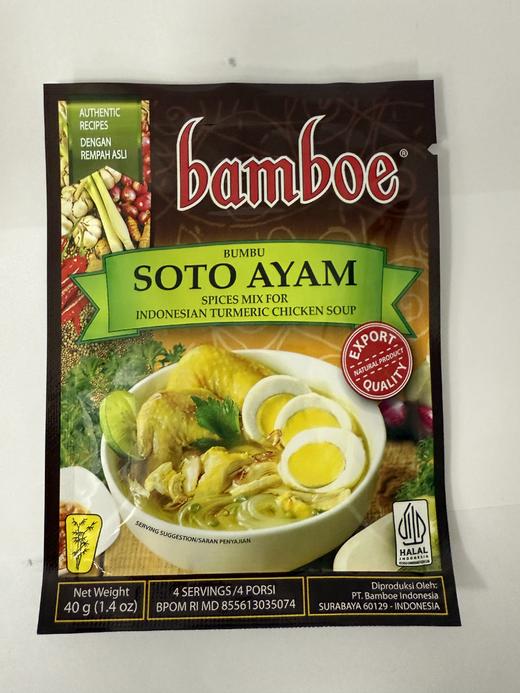 AUTHENTIC
RECIPES
DENGAN
REMPAH ASLI
bamboe®
BUMBU
SOTO AYAM
SPICES MIX FOR
INDONESIAN TURMERIC CHICKEN SOUP
EXPORT
NATURAL PRODUCT
QUALITY
SERVING SUGGESTION/SARAN PENYAJIAN
HALAL
INDONESIA
Net Weight
40 g (1.4 oz)
4 SERVINGS/4 PORSI
BPOM RI MD 855613035074
Diproduksi Oleh:
PT. Bamboe Indonesia
SURABAYA 60129 - INDONESIA